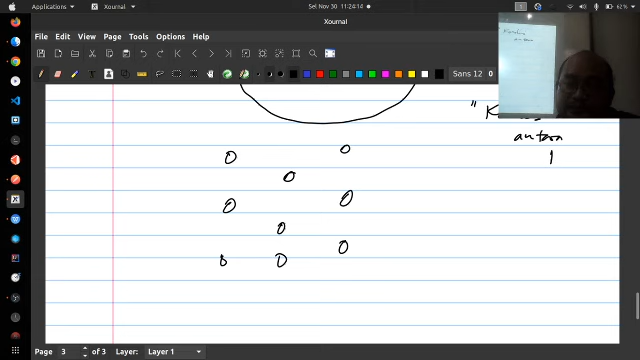 Applications
Xournal
Sel Nov 30 11:24:14
62%
Xournal
File Edit View Page Tools Options Help
Sans 12
"
antara
1
O O
O
O O
O
O
O O
Page 3 of 3 Layer: Layer 1